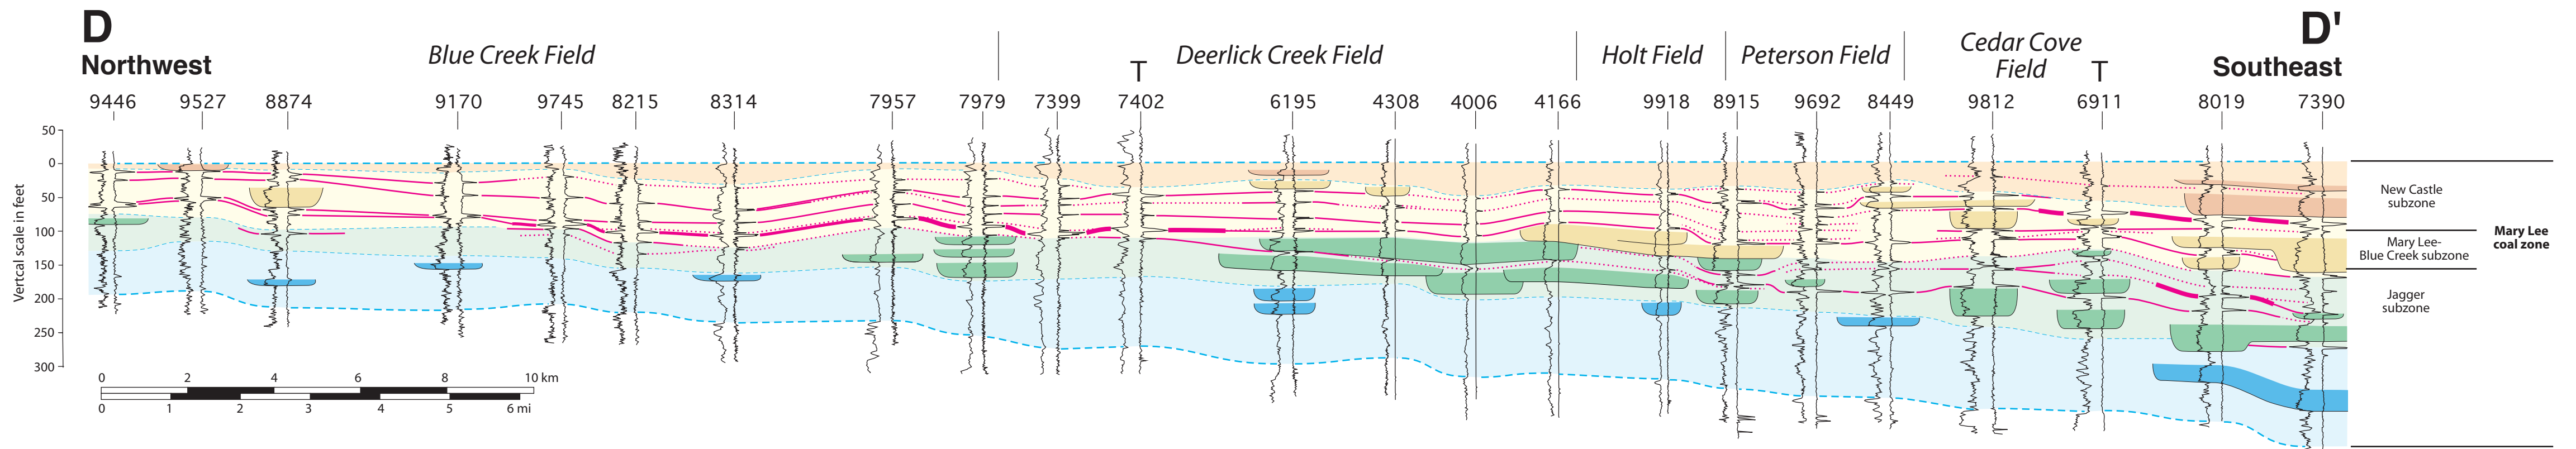 D
D'
Northwest
Blue Creek Field
Deerlick Creek Field
Holt Field
Peterson Field
Cedar Cove
Field
Southeast
T
T
9446
9527
8874
9170
9745
8215
8314
7957
7979
7399
7402
6195
4308
4006
4166
9918
8915
9692
8449
9812
6911
8019
7390
Vertcal scale in feet
50
0
50
100
150
200
250
300
New Castle
subzone
Mary Lee-
Blue Creek subzone
Jagger
subzone
Mary Lee
coal zone
0 2 4 6 8 10 km
0 1 2 3 4 5 6 mi